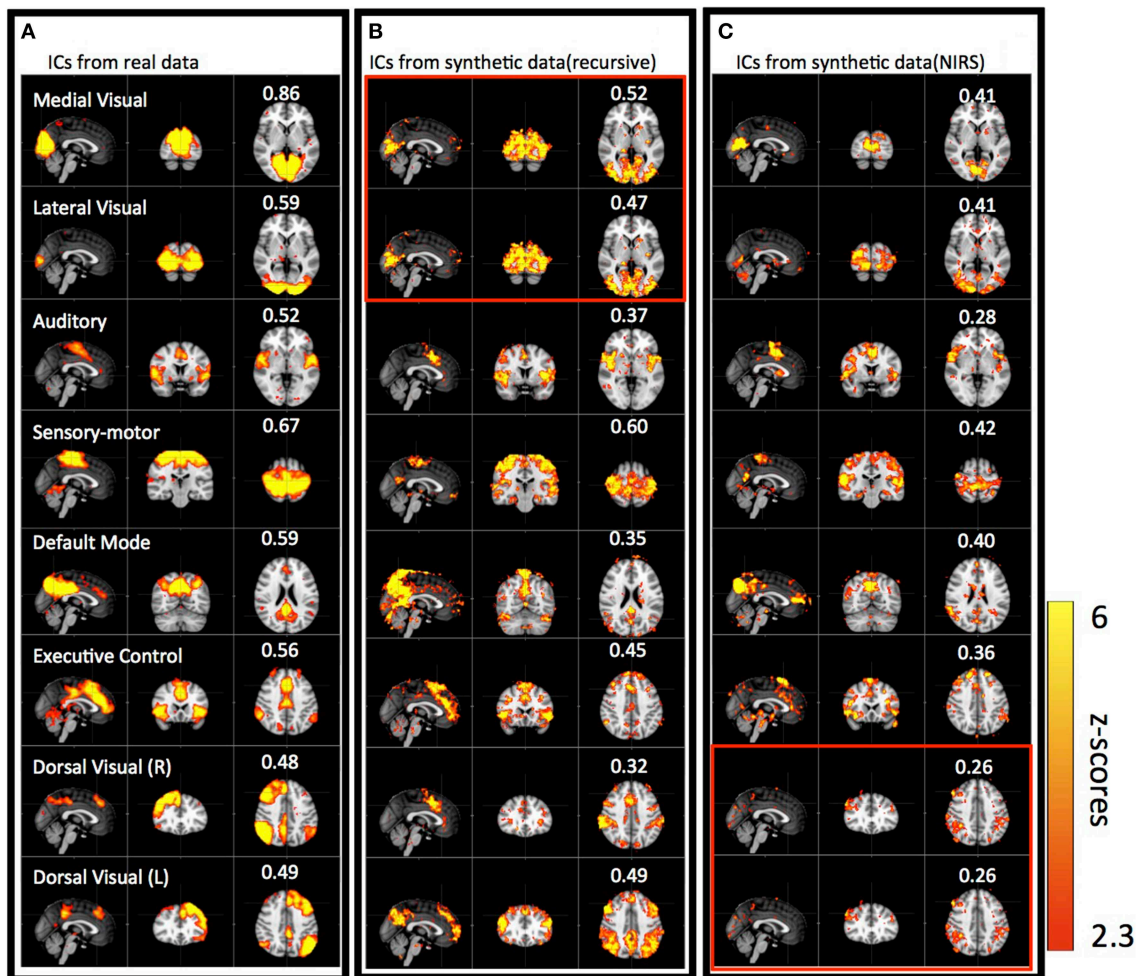 A
ICs from real data
Medial Visual
0.86
Lateral Visual
0.59
Auditory
0.52
Sensory-motor
0.67
Default Mode
0.59
Executive Control
0.56
Dorsal Visual (R)
0.48
Dorsal Visual (L)
0.49
B
ICs from synthetic data(recursive)
0.52
0.47
0.37
0.60
0.35
0.45
0.32
0.49
C
ICs from synthetic data(NIRS)
0.41
0.41
0.28
0.42
0.40
0.36
0.26
0.26
6
z-scores
2.3